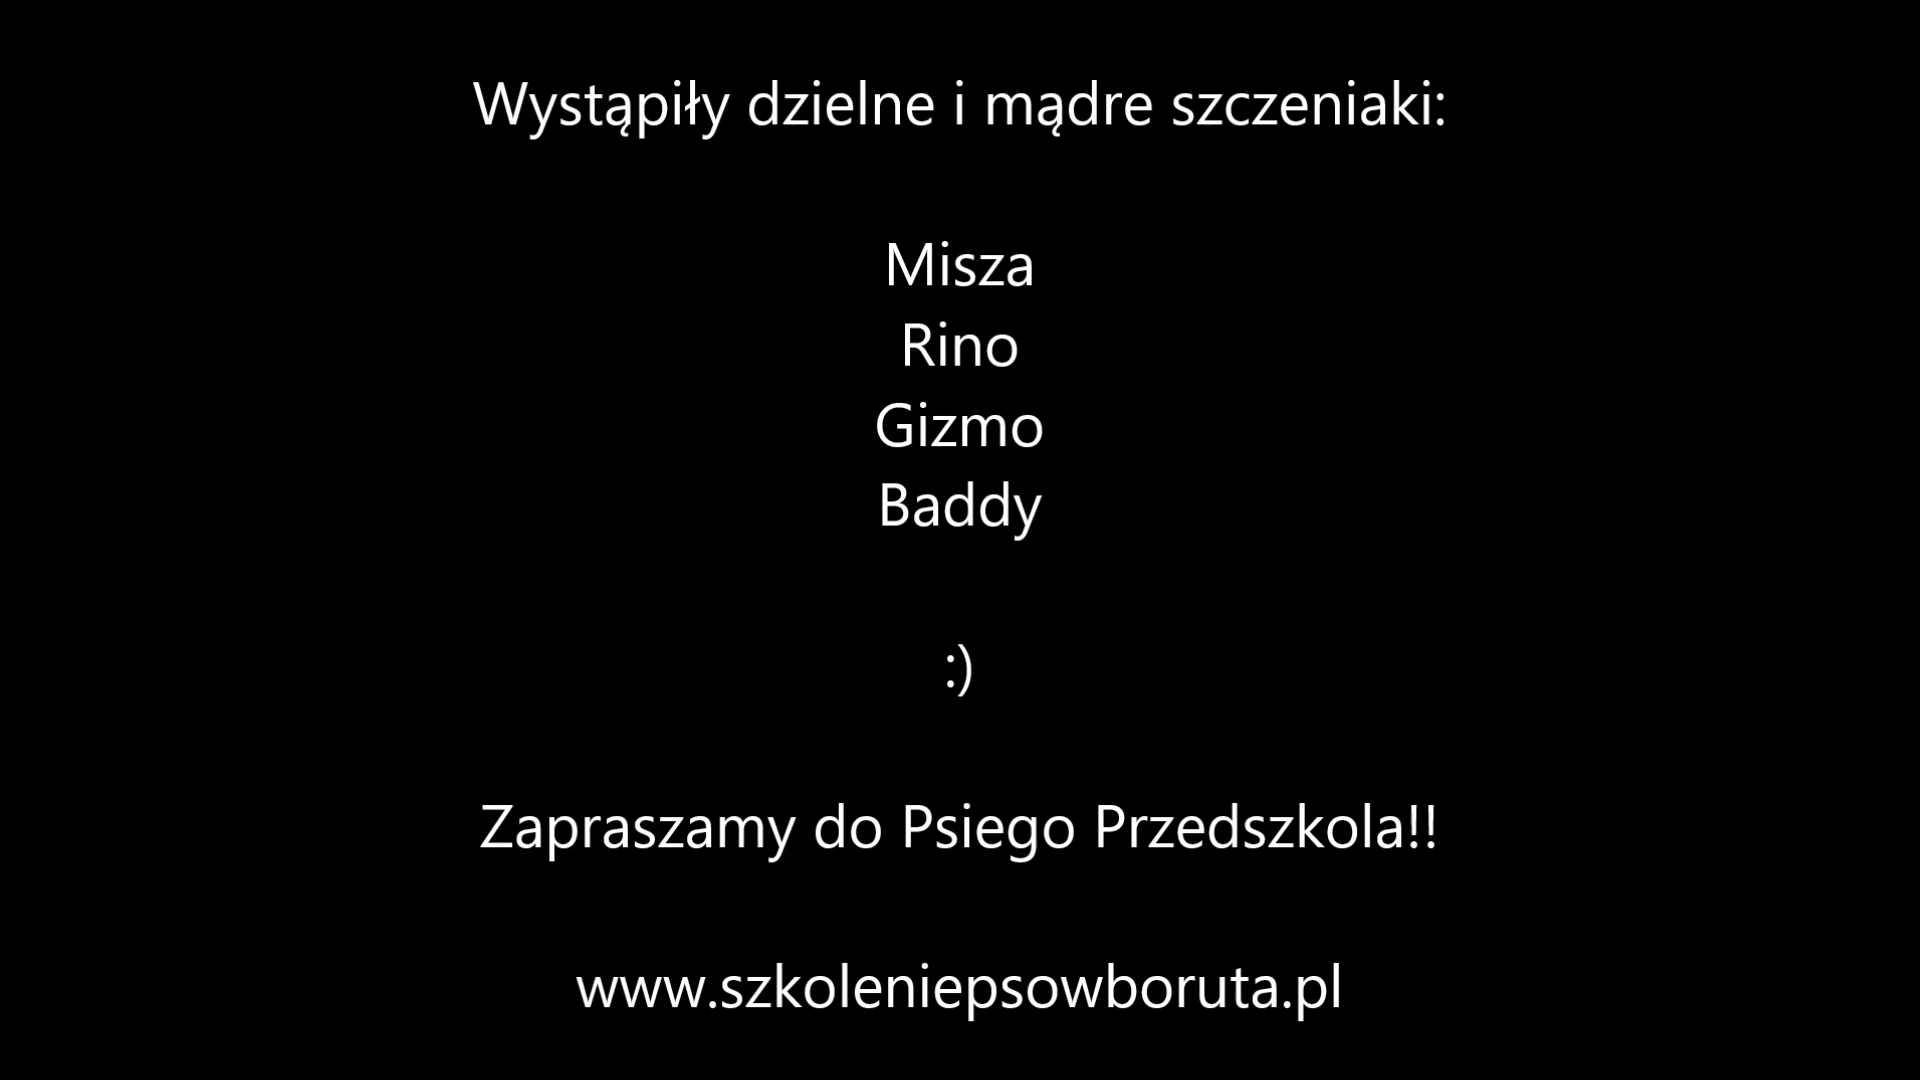 Wystąpiły dzielne i mądre szczeniaki:
Misza
Rino
Gizmo
Baddy
:)
Zapraszamy do Psiego Przedszkola!!
www.szkoleniepsowboruta.pl